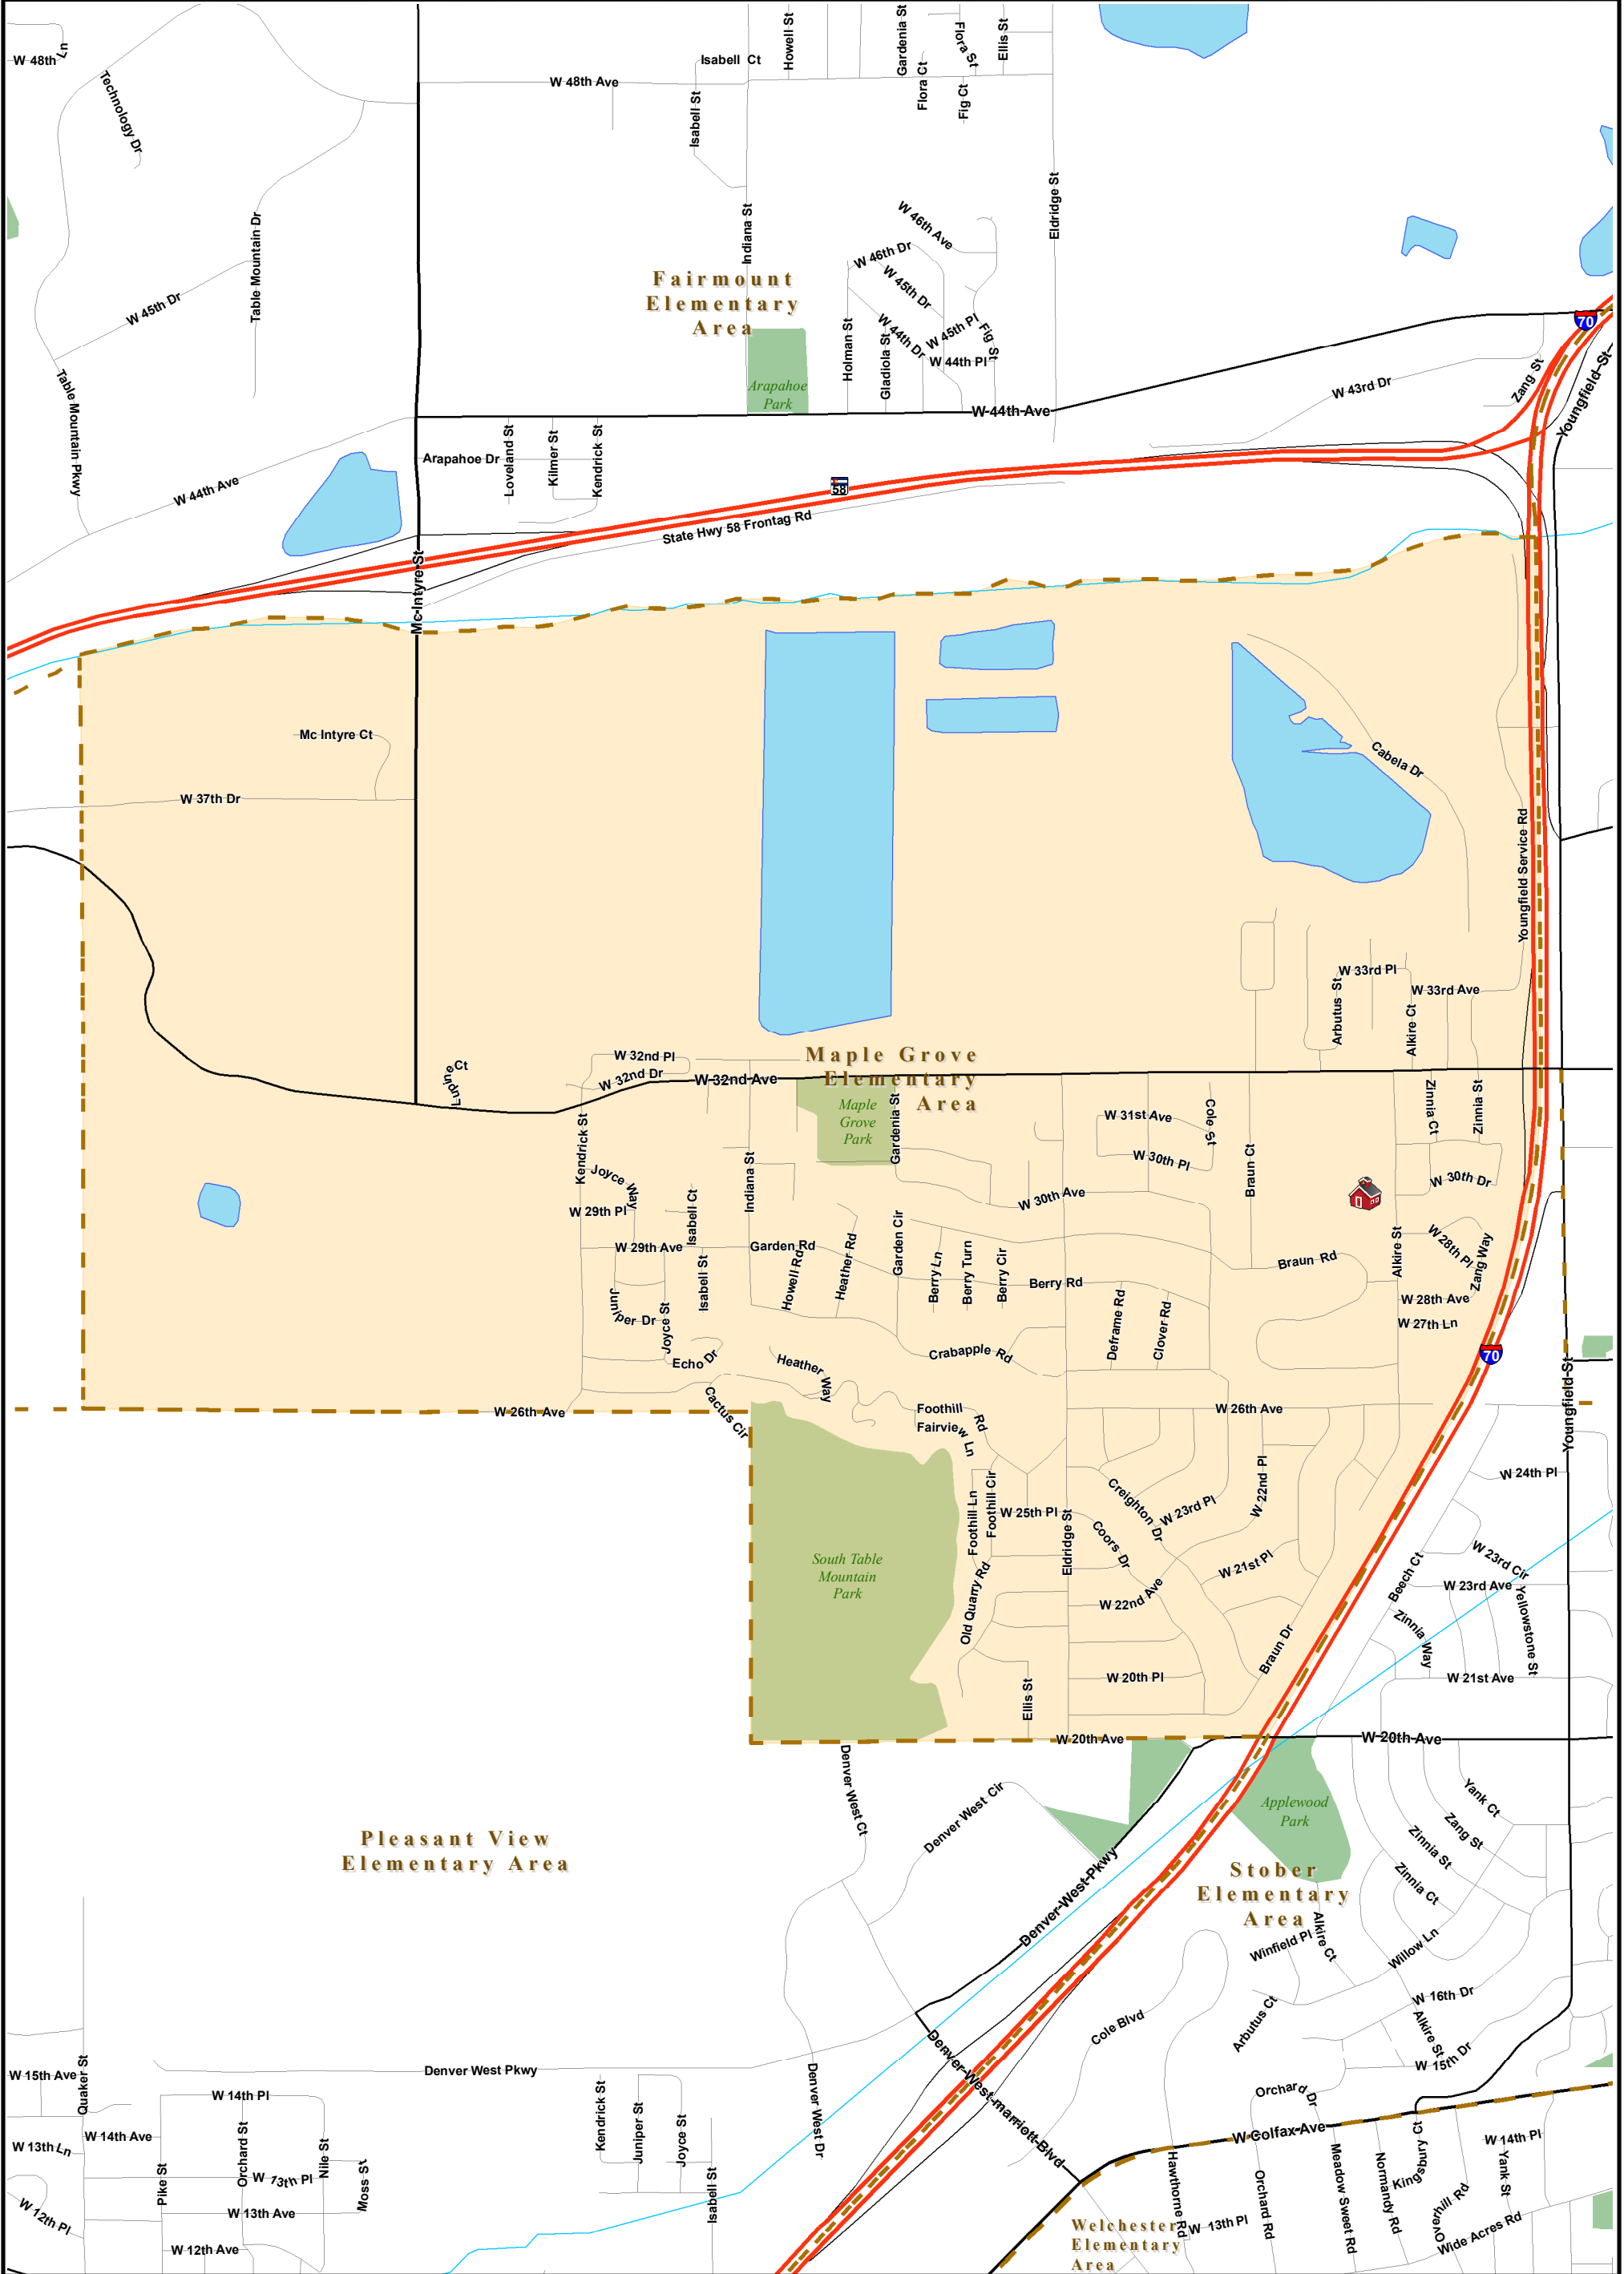 W 48th Ln
Technology Dr
W 48th Ave
Isabell Ct
Howell St
Gardenia St
Flora St
Ellis St
Flora Ct
Fig Ct
Isabell St
Indiana St
Eldridge St
Table Mountain Dr
W 45th Dr
Table Mountain Pkwy
W 44th Ave
Fairmount
Elementary
Area
Arapahoe
Park
W 46th Ave
W 46th Dr
W 45th Dr
W 44th Dr
W 45th Pl
W 44th Pl
Fig St
Holman St
Gladiola St
W 44th Ave
W 43rd Dr
Zang St
70
Youngfield St
Arapahoe Dr
Loveland St
Kilmer St
Kendrick St
58
State Hwy 58 Frontag Rd
Mc Intyre St
Mc Intyre Ct
W 37th Dr
Cabela Dr
Youngfield Service Rd
W 33rd Pl
W 33rd Ave
Arbutus St
Alkire Ct
Lupine Ct
W 32nd Pl
W 32nd Dr
W 32nd Ave
Maple Grove
Elementary
Area
Maple
Grove
Park
Gardenia St
W 31st Ave
Cole St
W 30th Pl
W 30th Ave
Braun Ct
Zinnia Ct
Zinnia St
W 30th Dr
Kendrick St
Joyce Way
W 29th Pl
Isabell Ct
Indiana St
W 29th Ave
Isabell St
Garden Rd
Howell Rd
Heather Rd
Garden Cir
Berry Ln
Berry Turn
Berry Cir
Berry Rd
Braun Rd
Alkire St
W 28th Pl
Zang Way
W 28th Ave
W 27th Ln
Juniper Dr
Joyce St
Echo Dr
Heather Way
Crabapple Rd
Deframe Rd
Clover Rd
70
Youngfield St
W 26th Ave
Cactus Cir
Foothill Rd
Fairview Ln
W 26th Ave
W 24th Pl
Foothill Ln
Foothill Cir
W 25th Pl
Eldridge St
Creighton Dr
Coors Dr
W 23rd Pl
W 22nd Pl
W 21st Pl
W 22nd Ave
South Table
Mountain
Park
Old Quarry Rd
Ellis St
W 20th Pl
Braun Dr
Beech Ct
W 23rd Cir
W 23rd Ave
Yellowstone St
Zinnia Way
W 21st Ave
W 20th Ave
W 20th Ave
Denver West Ct
Denver West Cir
Applewood
Park
Yank Ct
Zang St
Zinnia St
Zinnia Ct
Pleasant View
Elementary Area
Denver West Pkwy
Stober
Elementary
Area
Winfield Pl
Alkire Ct
Willow Ln
W 16th Dr
Arbutus Ct
Alkire St
W 15th Dr
Cole Blvd
Denver West marriott Blvd
Orchard Dr
W Colfax Ave
W 15th Ave
Quaker St
W 14th Pl
W 14th Ave
W 13th Ln
Orchard St
W 13th Pl
Nile St
Moss St
Pike St
W 13th Ave
W 12th Pl
W 12th Ave
Denver West Pkwy
Kendrick St
Juniper St
Joyce St
Isabell St
Denver West Dr
Welchester
Elementary
Area
Hawthorne Rd
W 13th Pl
Orchard Rd
Meadow Sweet Rd
Normandy Rd
Kingsbury Ct
Overhill Rd
W 14th Pl
Yank St
Wide Acres Rd